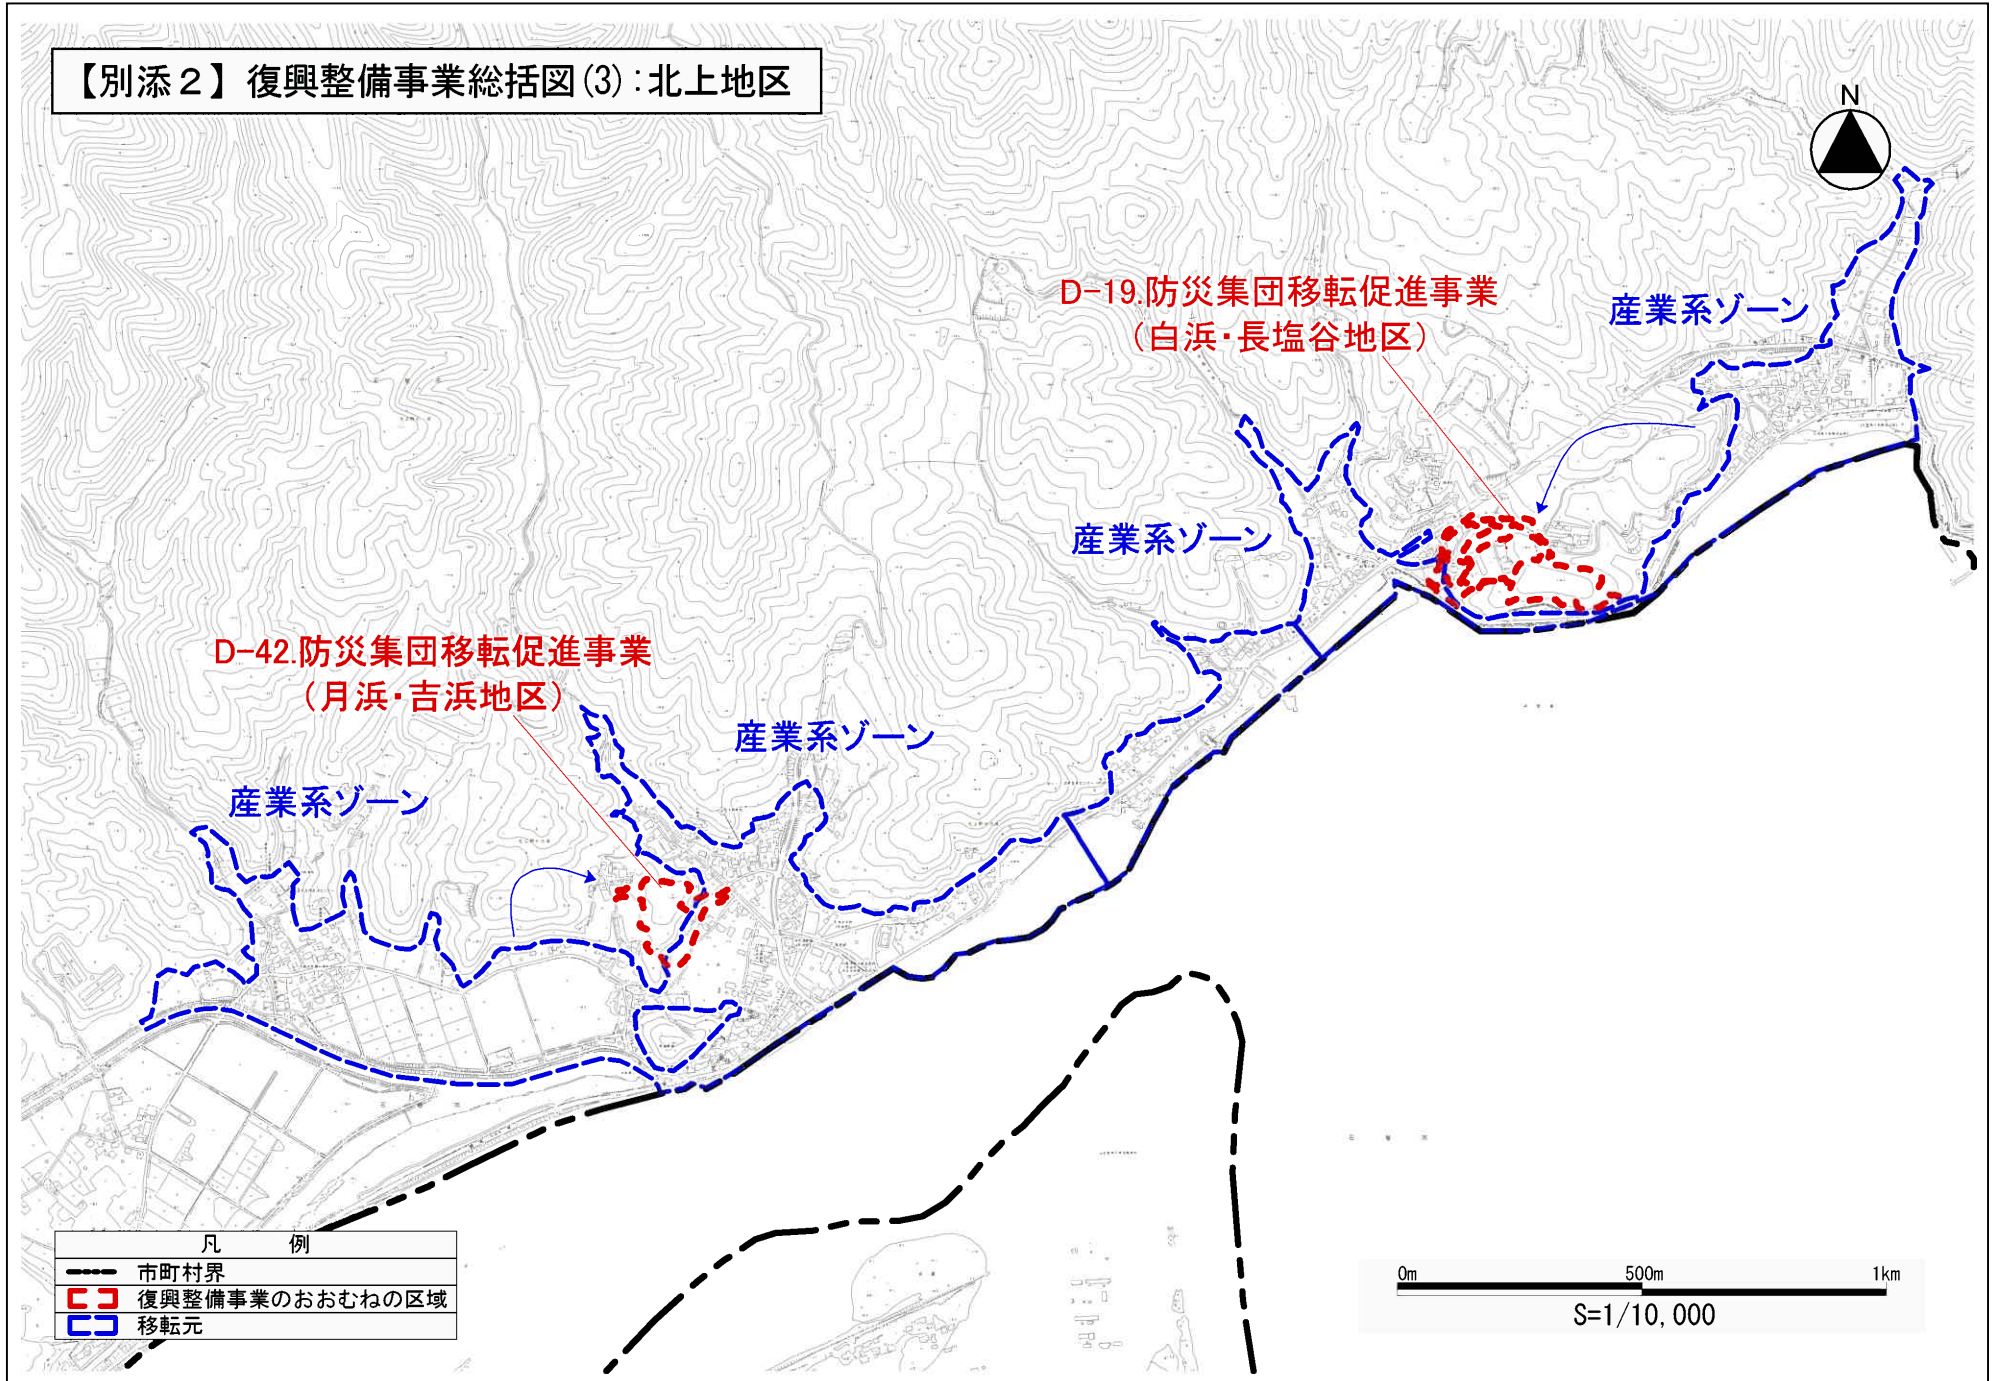 【別添２】復興整備事業総括図(3):北上地区
N
D-19.防災集団移転促進事業
(白浜・長塩谷地区)
産業系ゾーン
産業系ゾーン
D-42.防災集団移転促進事業
(月浜・吉浜地区)
産業系ゾーン
産業系ゾーン
凡 例
市町村界
復興整備事業のおおむねの区域
移転元
0m 500m 1km
S=1/10,000